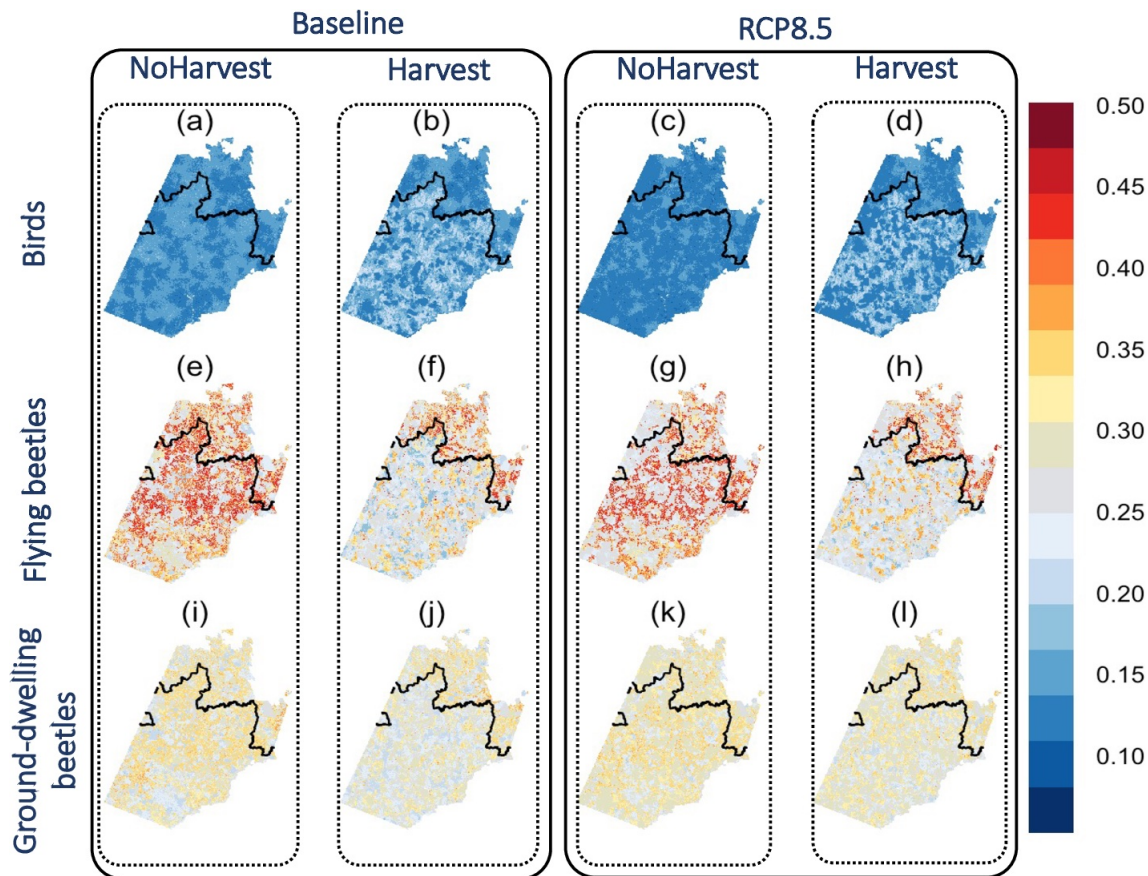 Baseline
RCP8.5
NoHarvest
Harvest
NoHarvest
Harvest
Birds
(a)
(b)
(c)
(d)
Flying beetles
(e)
(f)
(g)
(h)
Ground-dwelling
beetles
(i)
(j)
(k)
(l)
0.50
0.45
0.40
0.35
0.30
0.25
0.20
0.15
0.10